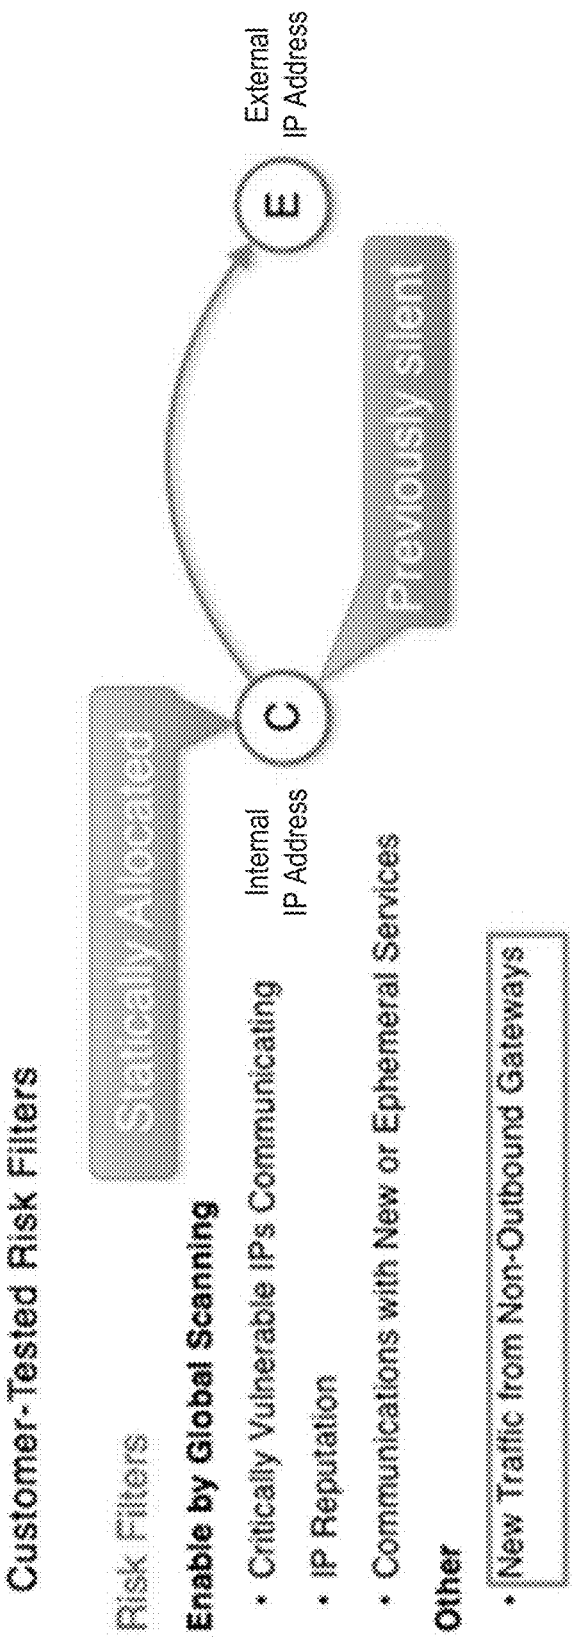 Customer-Tested Risk Filters
Risk Filters
Enable by Global Scanning
• Critically Vulnerable IPs Communicating
• IP Reputation
• Communications with New or Ephemeral Services
Other
• New Traffic from Non-Outbound Gateways
Statically Allocated
Internal
IP Address
C
Previously silent
E
External
IP Address